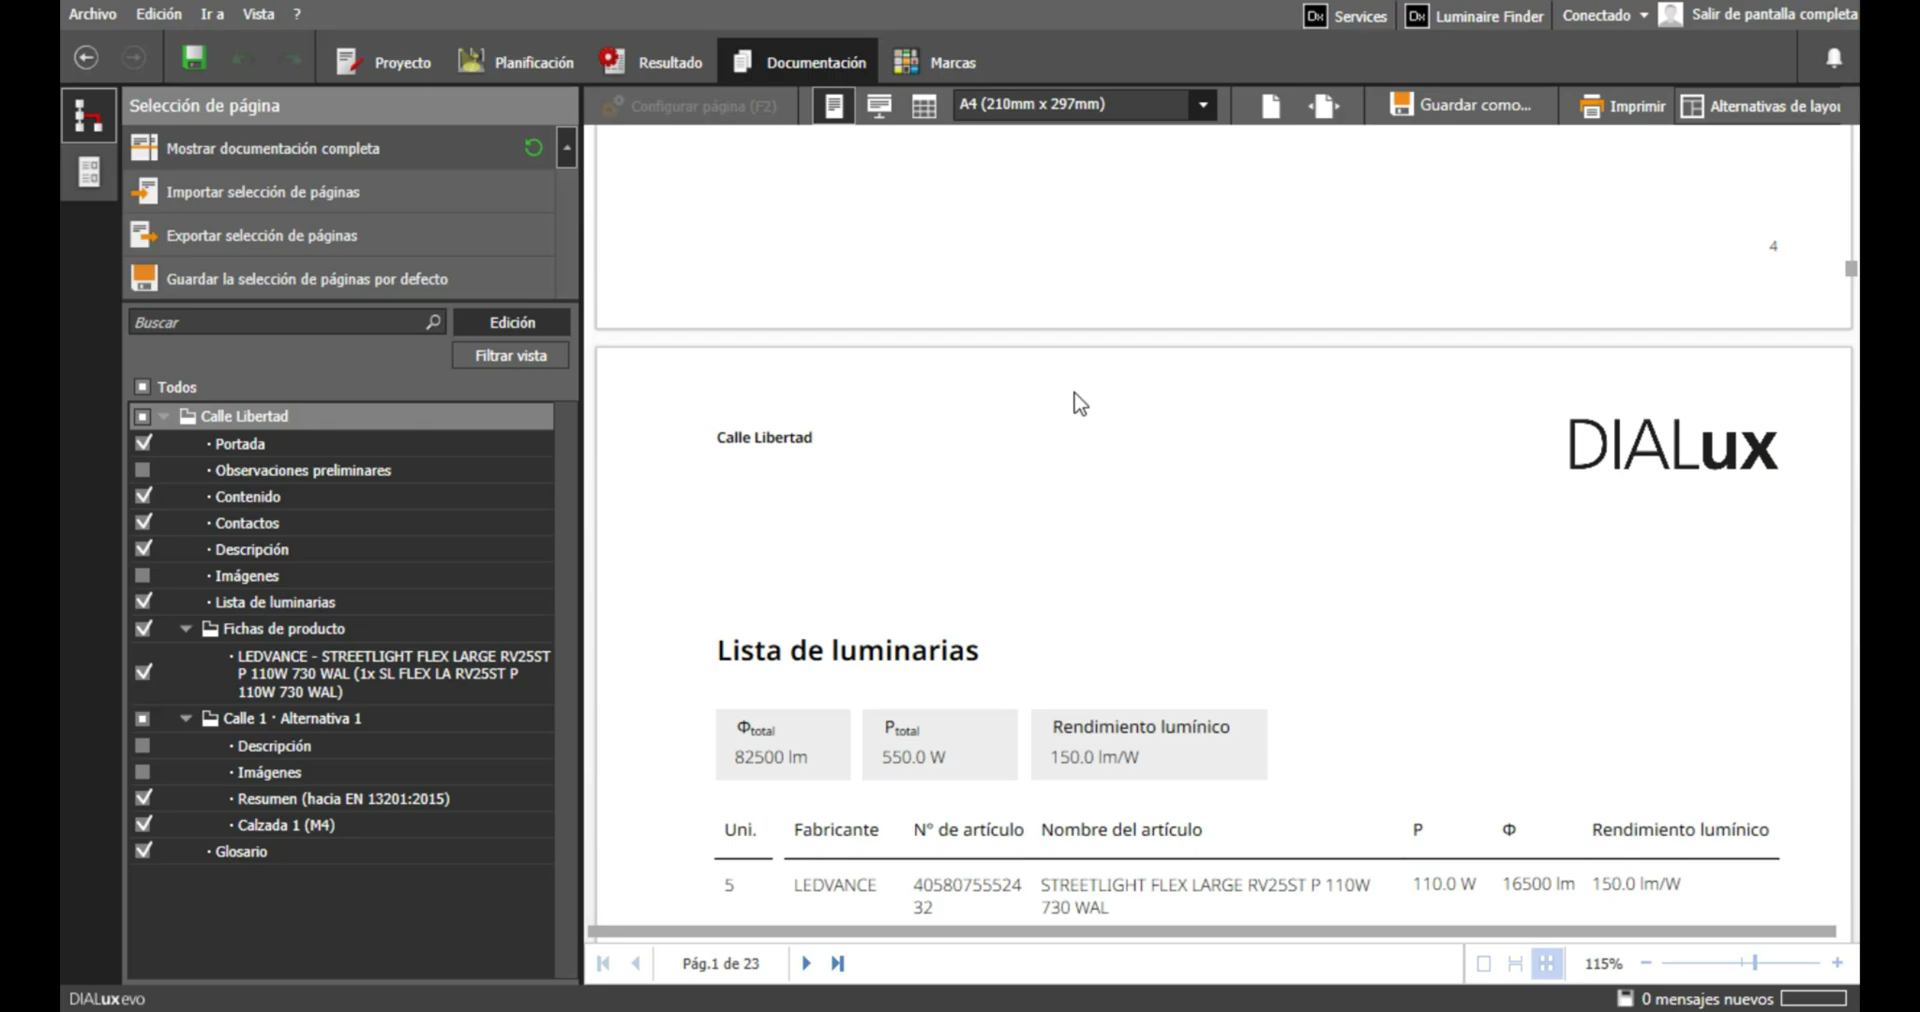 Archivo Edición Ir a Vista ?
Dx Services Dx Luminaire Finder Conectado Salir de pantalla completa
Proyecto Planificación Resultado Documentación Marcas
Selección de página
Configurar página (F2) A4 (210mm x 297mm) Guardar como... Imprimir Alternativas de layou
Mostrar documentación completa
Importar selección de páginas
Exportar selección de páginas
Guardar la selección de páginas por defecto
Buscar Edición
Filtrar vista
Todos
Calle Libertad
· Portada
· Observaciones preliminares
· Contenido
· Contactos
· Descripción
· Imágenes
· Lista de luminarias
Fichas de producto
· LEDVANCE - STREETLIGHT FLEX LARGE RV25ST
P 110W 730 WAL (1x SL FLEX LA RV25ST P
110W 730 WAL)
Calle 1 · Alternativa 1
· Descripción
· Imágenes
· Resumen (hacia EN 13201:2015)
· Calzada 1 (M4)
· Glosario
4
Calle Libertad
DIALux
Lista de luminarias
Φtotal Ptotal Rendimiento lumínico
82500 lm 550.0 W 150.0 lm/W
Uni. Fabricante N° de artículo Nombre del artículo P Φ Rendimiento lumínico
5 LEDVANCE 40580755524 STREETLIGHT FLEX LARGE RV25ST P 110W 110.0 W 16500 lm 150.0 lm/W
32 730 WAL
Pág.1 de 23 115%
DIALux evo 0 mensajes nuevos